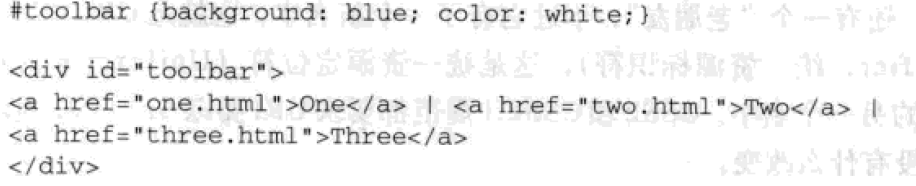 #toolbar {background: blue; color: white;}
<div id="toolbar">
<a href="one.html">One</a> | <a href="two.html">Two</a> |
<a href="three.html">Three</a>
</div>